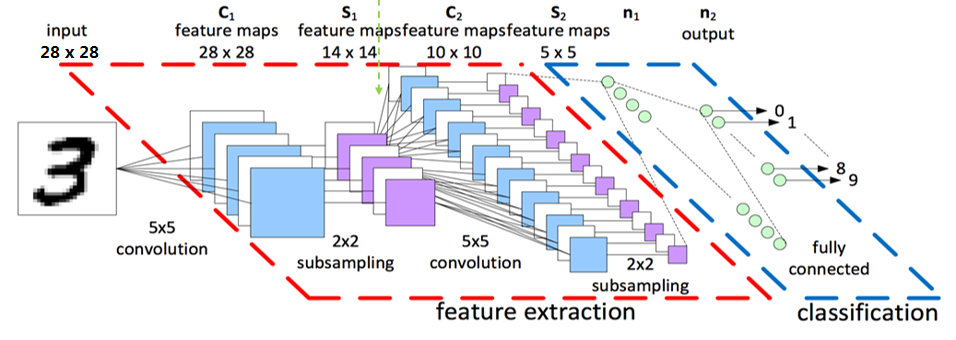 C1 S1 C2 S2 n1 n2
input feature maps feature maps feature maps feature maps output
28 x 28 28 x 28 14 x 14 10 x 10 5 x 5
0
1
8
9
5x5
convolution
2x2
subsampling
5x5
convolution
2x2
subsampling
fully
connected
feature extraction
classification